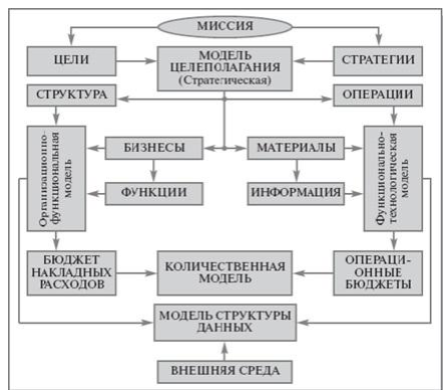 МИССИЯ
ЦЕЛИ
МОДЕЛЬ
ЦЕЛЕПОЛАГАНИЯ
(Стратегическая)
СТРАТЕГИИ
СТРУКТУРА
ОПЕРАЦИИ
Организационно-
функциональная
модель
БИЗНЕСЫ
МАТЕРИАЛЫ
Функционально-
технологическая
модель
ФУНКЦИИ
ИНФОРМАЦИЯ
БЮДЖЕТ
НАКЛАДНЫХ
РАСХОДОВ
КОЛИЧЕСТВЕННАЯ
МОДЕЛЬ
ОПЕРАЦИ-
ОННЫЕ
БЮДЖЕТЫ
МОДЕЛЬ СТРУКТУРЫ
ДАННЫХ
ВНЕШНЯЯ СРЕДА